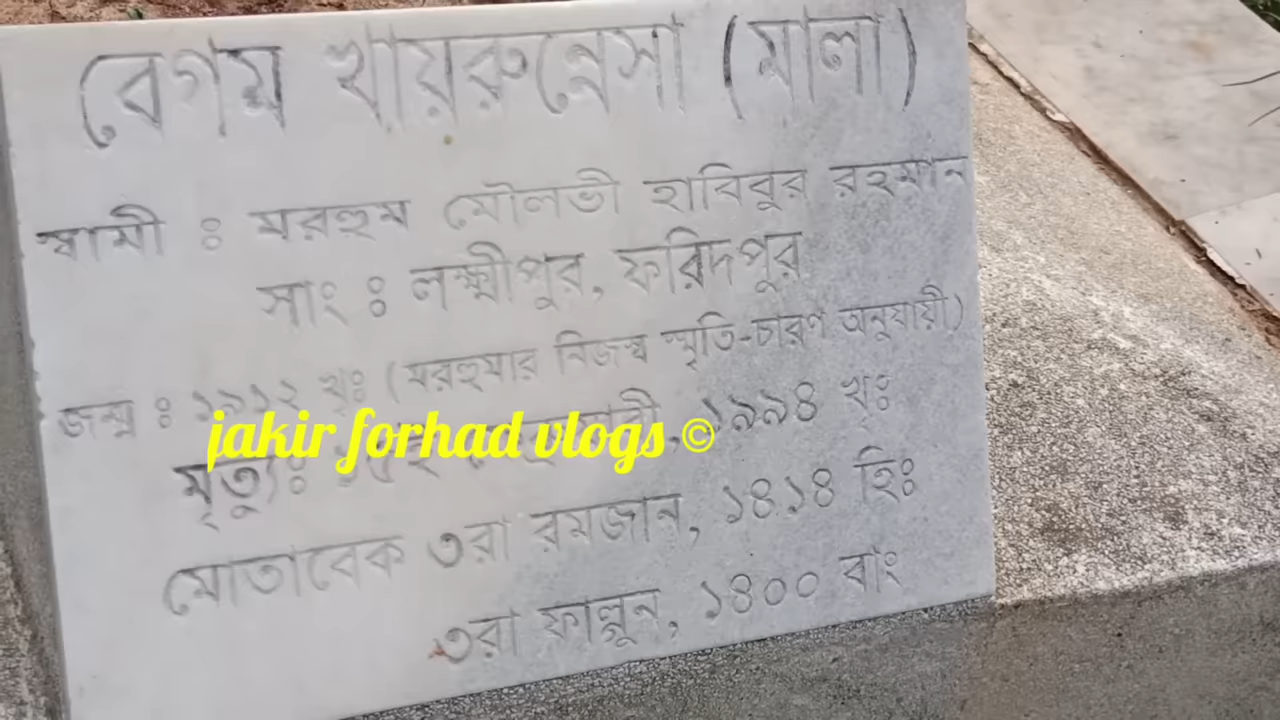 বেগম খায়রুন্নেসা (মালা)
স্বামী : মরহুম মৌলভী হাবিবুর রহমান
সাং : লক্ষ্মীপুর, ফরিদপুর
জন্ম : ১৯১২ খৃঃ (মরহুমার নিজস্ব স্মৃতি-চারণ অনুযায়ী)
মৃত্যুঃ ১৯৯৪ খৃঃ
jakir forhad vlogs ©
মোতাবেক ৩রা রমজান, ১৪১৪ হিঃ
৩রা ফাল্গুন, ১৪০০ বাং